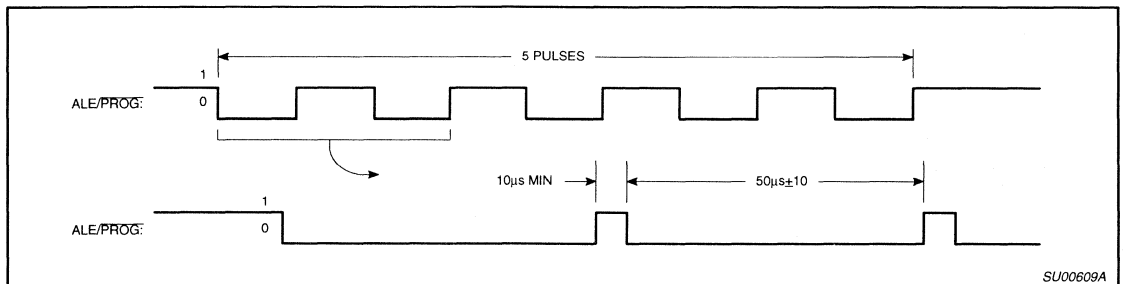 5 PULSES
1
ALE/PROG:
0
10µs MIN
50µs±10
1
ALE/PROG:
0
SU00609A